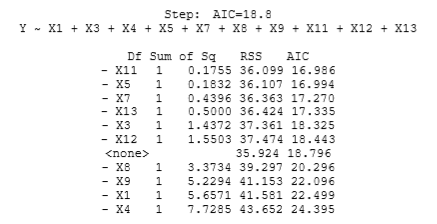 Step: AIC=18.8
Y ~ X1 + X3 + X4 + X5 + X7 + X8 + X9 + X11 + X12 + X13
Df Sum of Sq RSS AIC
- X11 1 0.1755 36.099 16.986
- X5 1 0.1832 36.107 16.994
- X7 1 0.4396 36.363 17.270
- X13 1 0.5000 36.424 17.335
- X3 1 1.4372 37.361 18.325
- X12 1 1.5503 37.474 18.443
<none> 35.924 18.796
- X8 1 3.3734 39.297 20.296
- X9 1 5.2294 41.153 22.096
- X1 1 5.6571 41.581 22.499
- X4 1 7.7285 43.652 24.395